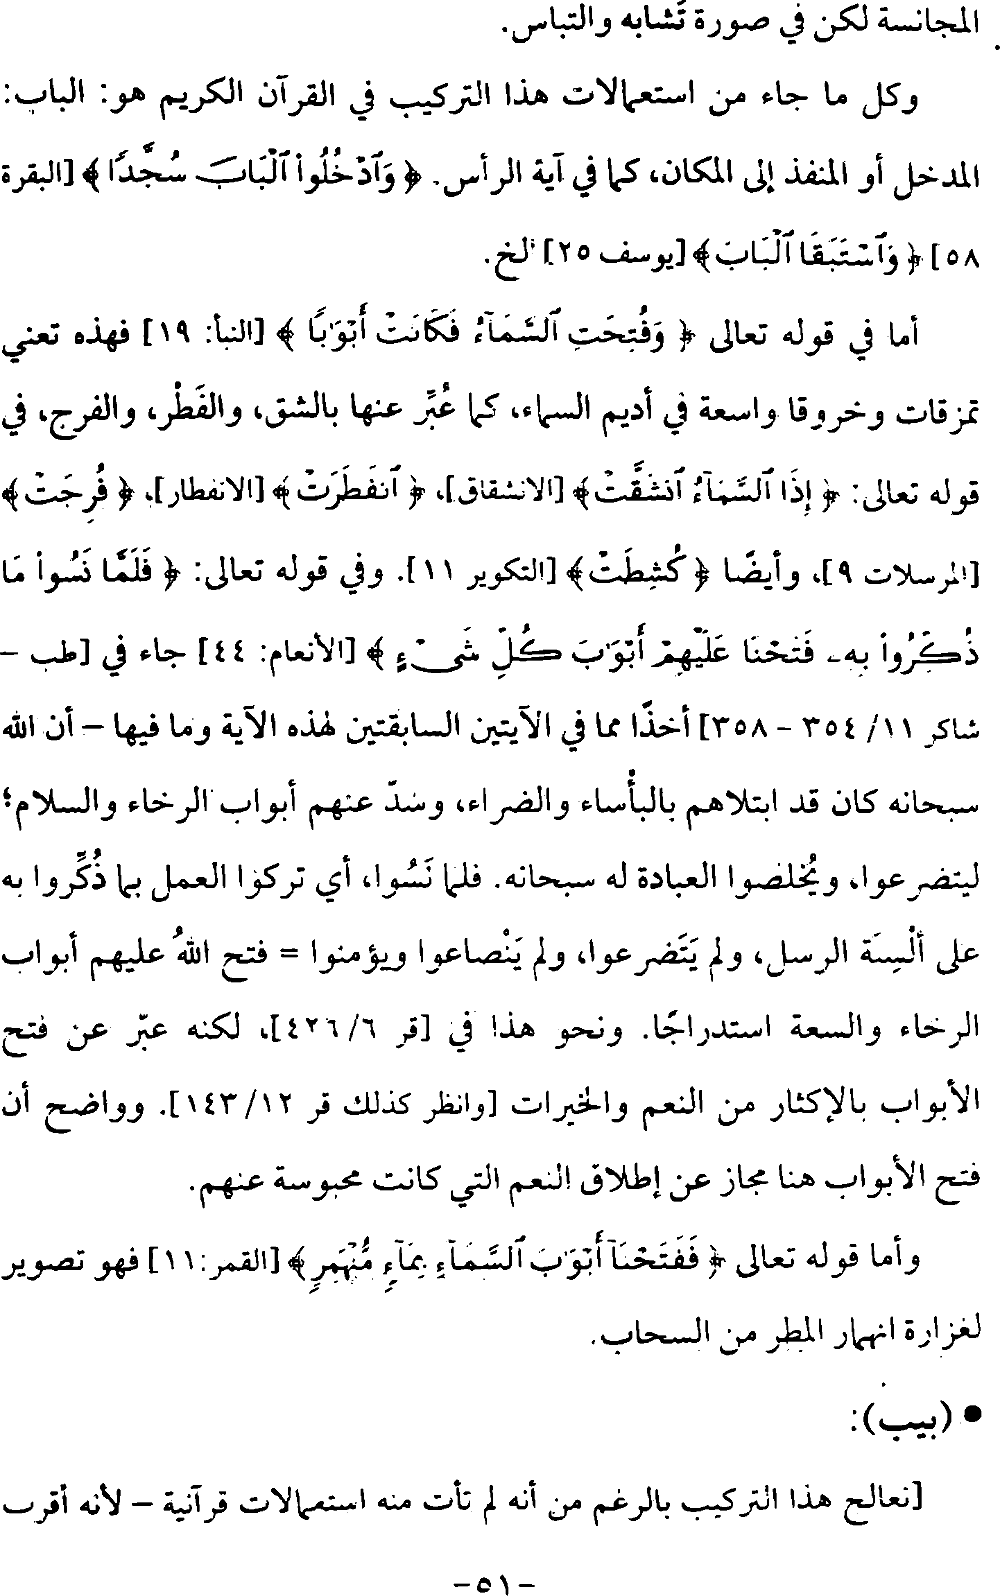 المجانسة لكن في صورة تَشابه والتباس.
وكل ما جاء من استعمالات هذا التركيب في القرآن الكريم هو: الباب:
المدخل أو المنفذ إلى المكان، كما في آية الرأس. ﴿ وَٱدْخُلُوا۟ ٱلْبَابَ سُجَّدًا ﴾ [البقرة
٥٨] ﴿ وَٱسْتَبَقَا ٱلْبَابَ﴾ [يوسف ٢٥] الخ.
أما في قوله تعالى ﴿ وَفُتِحَتِ ٱلسَّمَآءُ فَكَانَتْ أَبْوَٰبًا ﴾ [النبأ: ١٩] فهذه تعني
تمزقات وخروقا واسعة في أديم السماء، كما عُبِّر عنها بالشق، والفَطْر، والفرج، في
قوله تعالى: ﴿ إِذَا ٱلسَّمَآءُ ٱنشَقَّتْ﴾ [الانشقاق]، ﴿ ٱنفَطَرَتْ﴾ [الانفطار]، ﴿ فُرِجَتْ﴾
[المرسلات ٩]، وأيضًا ﴿ كُشِطَتْ﴾ [التكوير ١١]. وفي قوله تعالى: ﴿ فَلَمَّا نَسُوا۟ مَا
ذُكِّرُوا۟ بِهِۦ فَتَحْنَا عَلَيْهِمْ أَبْوَٰبَ كُلِّ شَىْءٍ ﴾ [الأنعام: ٤٤] جاء في [طب –
شاكر ١١/ ٣٥٤ - ٣٥٨] أخذًا مما في الآيتين السابقتين لهذه الآية وما فيها – أن الله
سبحانه كان قد ابتلاهم بالبأساء والضراء، وسَدّ عنهم أبواب الرخاء والسلام؛
ليتضرعوا، ويُخلصوا العبادة له سبحانه. فلما نَسُوا، أي تركوا العمل بما ذُكِّروا به
على ألْسِنَة الرسل، ولم يَتَضرعوا، ولم يَنْصاعوا ويؤمنوا = فتح اللهُ عليهم أبواب
الرخاء والسعة استدراجًا. ونحو هذا في [قر ٦/ ٤٢٦]، لكنه عبّر عن فتح
الأبواب بالإكثار من النعم والخيرات [وانظر كذلك قر ١٢/ ١٤٣]. وواضح أن
فتح الأبواب هنا مجاز عن إطلاق النعم التي كانت محبوسة عنهم.
وأما قوله تعالى ﴿ فَفَتَحْنَآ أَبْوَٰبَ ٱلسَّمَآءِ بِمَآءٍ مُّنْهَمِرٍ ﴾ [القمر:١١] فهو تصوير
لغزارة انهمار المطر من السحاب.
• (بيب):
[نعالج هذا التركيب بالرغم من أنه لم تأت منه استعمالات قرآنية – لأنه أقرب
-٥١-